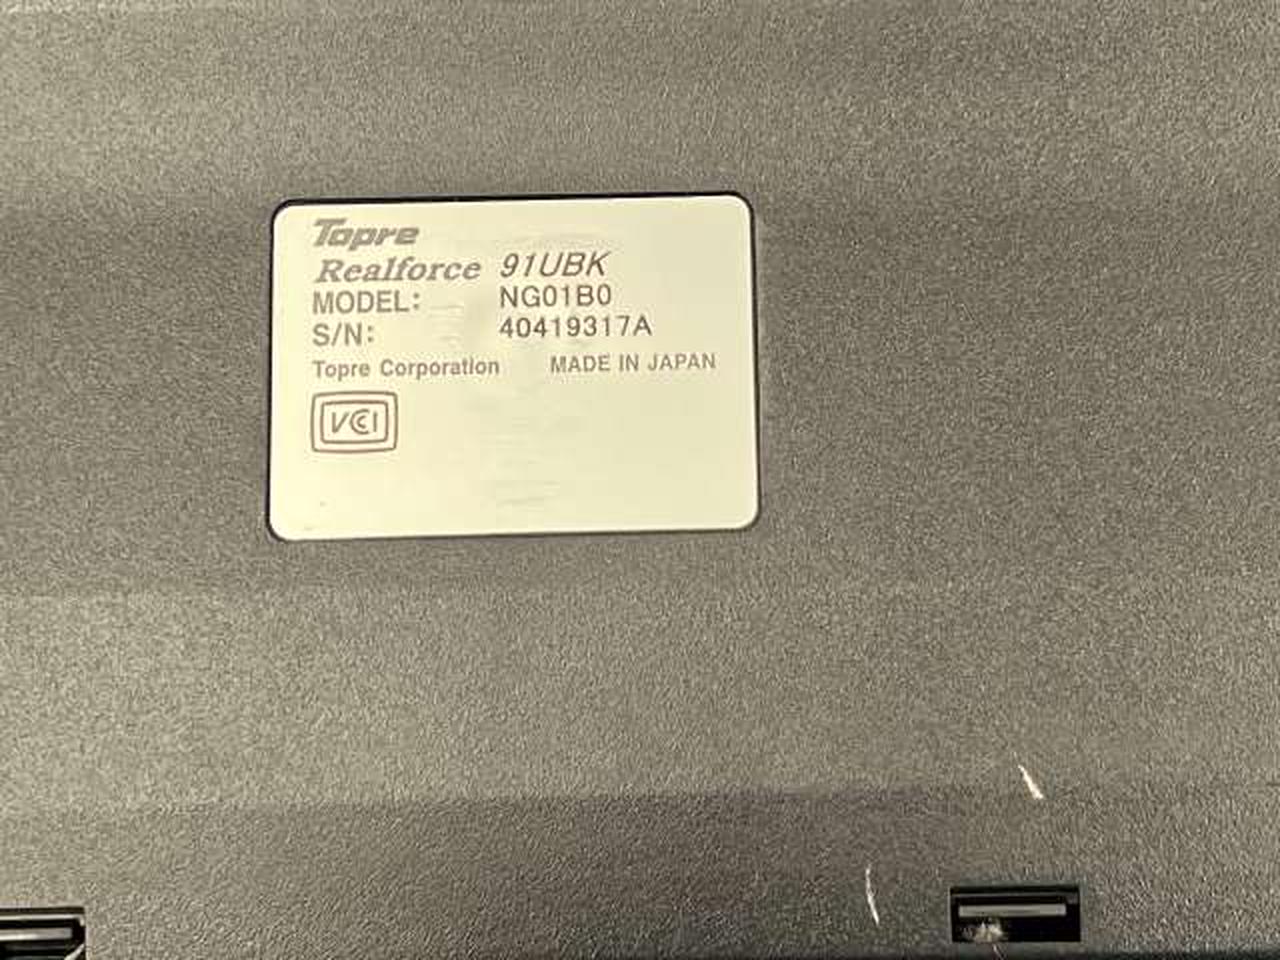 Topre
Realforce 91UBK
MODEL: NG01B0
S/N: 40419317A
Topre Corporation MADE IN JAPAN
VCI